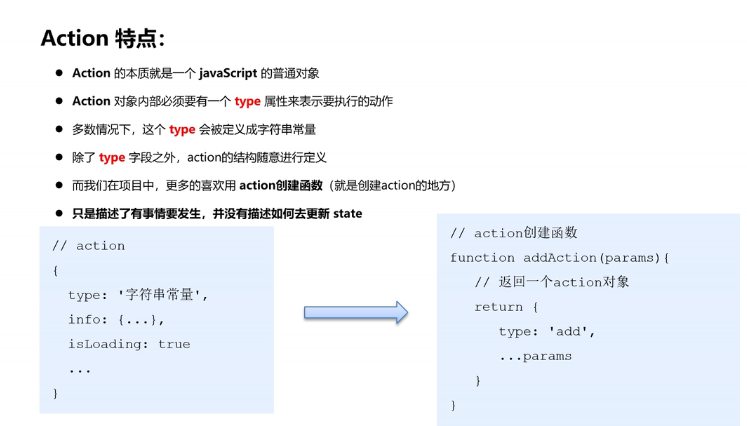 Action 特点：
● Action 的本质就是一个 javaScript 的普通对象
● Action 对象内部必须要有一个 type 属性来表示要执行的动作
● 多数情况下，这个 type 会被定义成字符串常量
● 除了 type 字段之外，action的结构随意进行定义
● 而我们在项目中，更多的喜欢用 action创建函数（就是创建action的地方）
● 只是描述了有事情要发生，并没有描述如何去更新 state
// action
{
type: '字符串常量',
info: {...},
isLoading: true
...
}
// action创建函数
function addAction(params){
// 返回一个action对象
return {
type: 'add',
...params
}
}